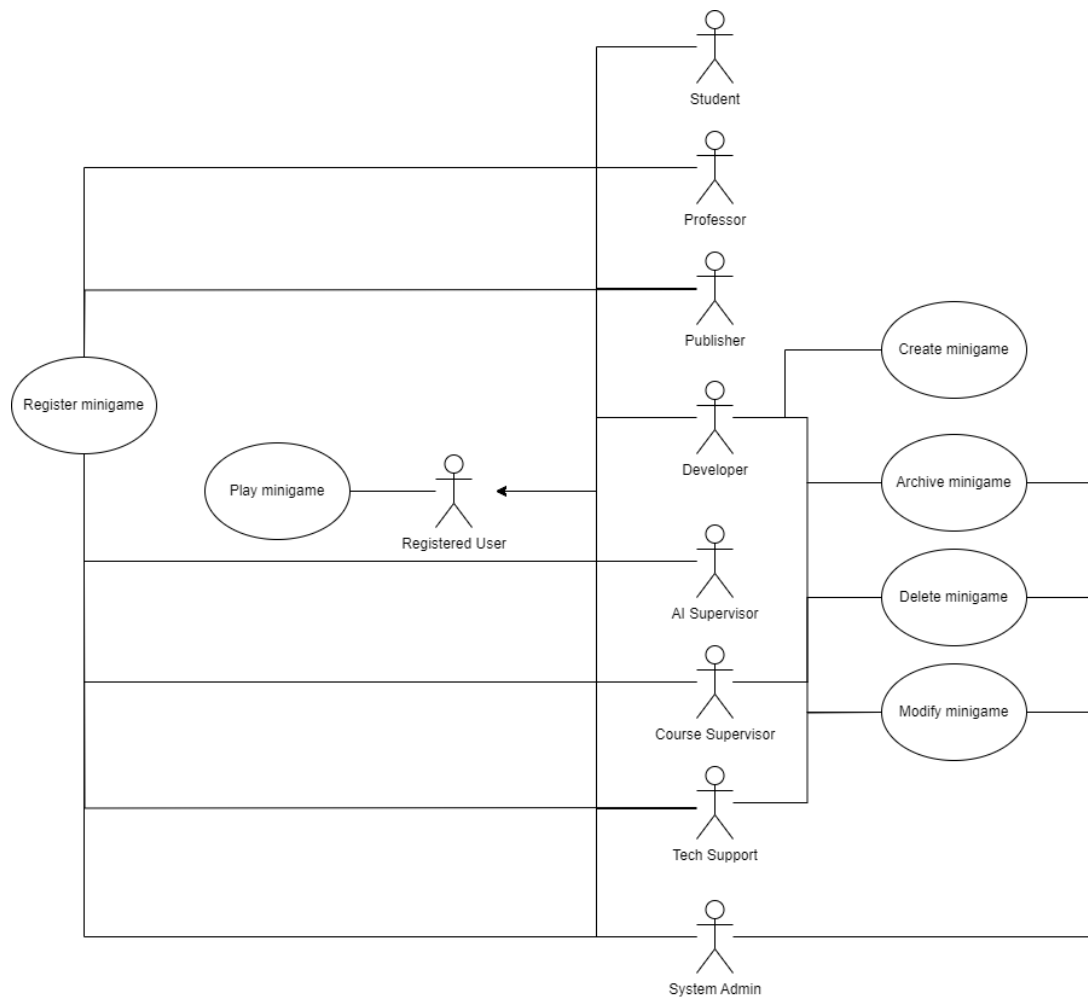 Student
Professor
Publisher
Create minigame
Register minigame
Developer
Archive minigame
Play minigame
Registered User
AI Supervisor
Delete minigame
Modify minigame
Course Supervisor
Tech Support
System Admin